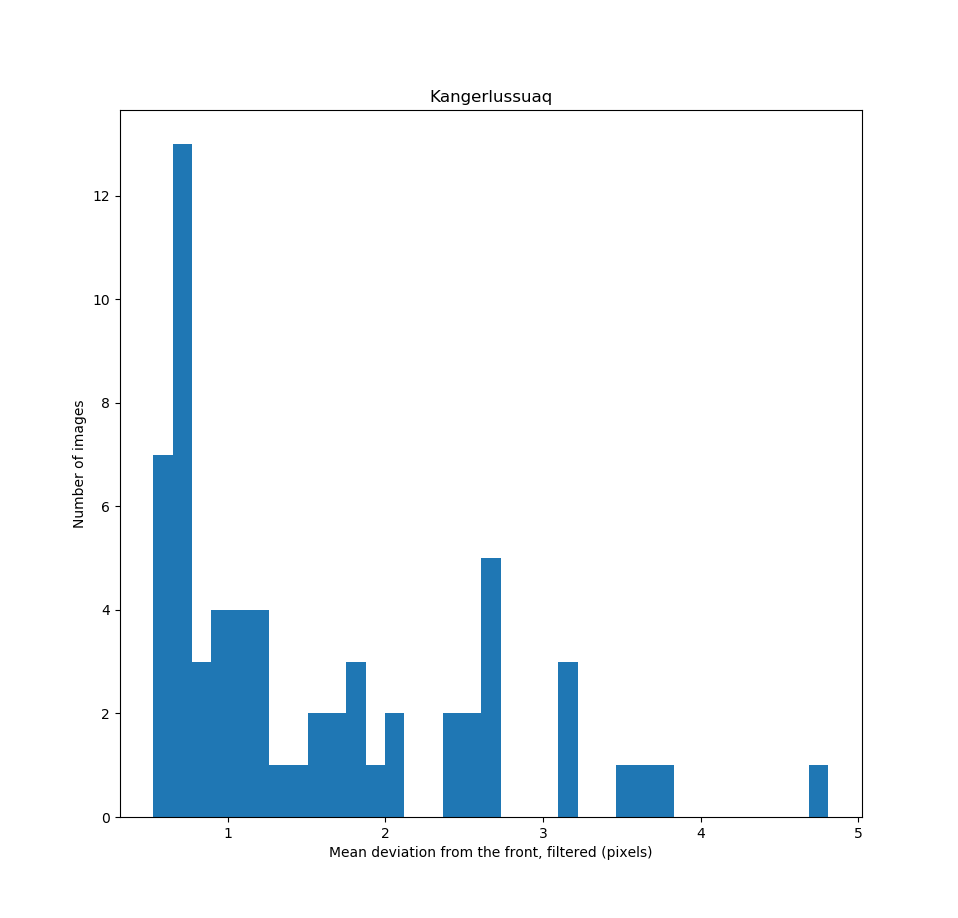 Kangerlussuaq
Number of images
12
10
8
6
4
2
0
1 2 3 4 5
Mean deviation from the front, filtered (pixels)